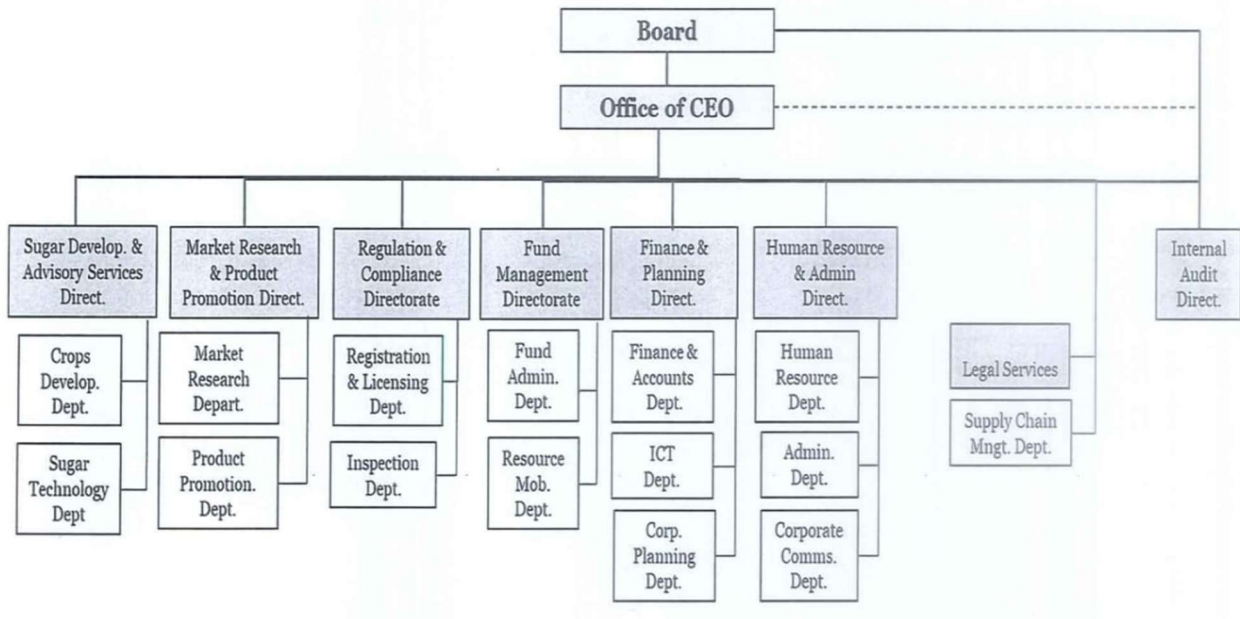 Board
Office of CEO
Sugar Develop. &
Advisory Services
Direct.
Market Research
& Product
Promotion Direct.
Regulation &
Compliance
Directorate
Fund
Management
Directorate
Finance &
Planning
Direct.
Human Resource
& Admin
Direct.
Internal
Audit
Direct.
Crops
Develop.
Dept.
Sugar
Technology
Dept
Market
Research
Depart.
Product
Promotion.
Dept.
Registration
& Licensing
Dept.
Inspection
Dept.
Fund
Admin.
Dept.
Resource
Mob.
Dept.
Finance &
Accounts
Dept.
ICT
Dept.
Corp.
Planning
Dept.
Human
Resource
Dept.
Admin.
Dept.
Corporate
Comms.
Dept.
Legal Services
Supply Chain
Mngt. Dept.